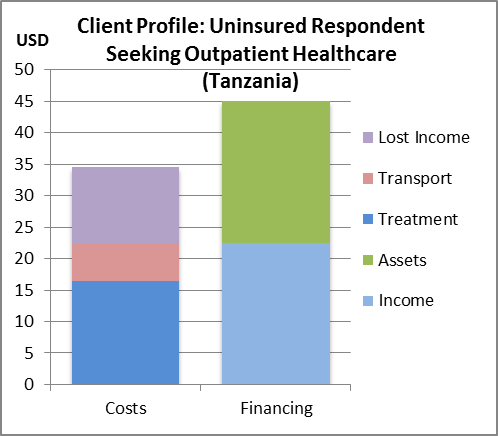 Client Profile: Uninsured Respondent
Seeking Outpatient Healthcare
(Tanzania)
USD
50
45
40
35
30
25
20
15
10
5
0
Costs
Financing
Lost Income
Transport
Treatment
Assets
Income